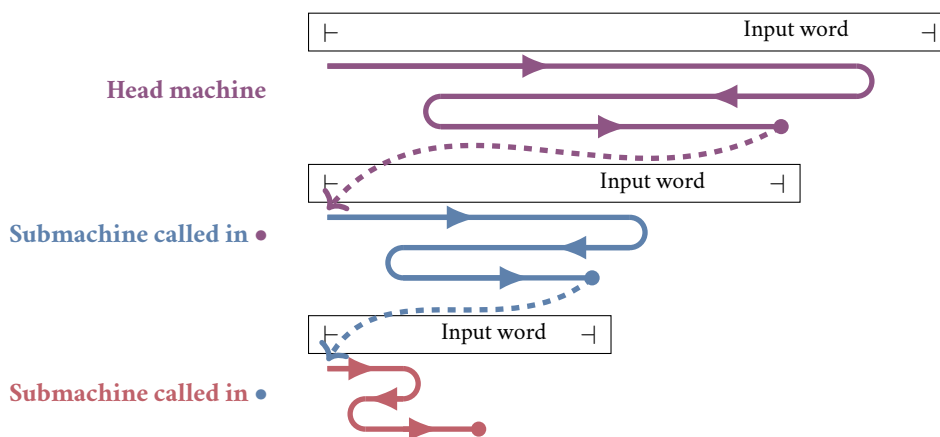 ⊢ Input word ⊣
Head machine
⊢ Input word ⊣
Submachine called in •
⊢ Input word ⊣
Submachine called in •